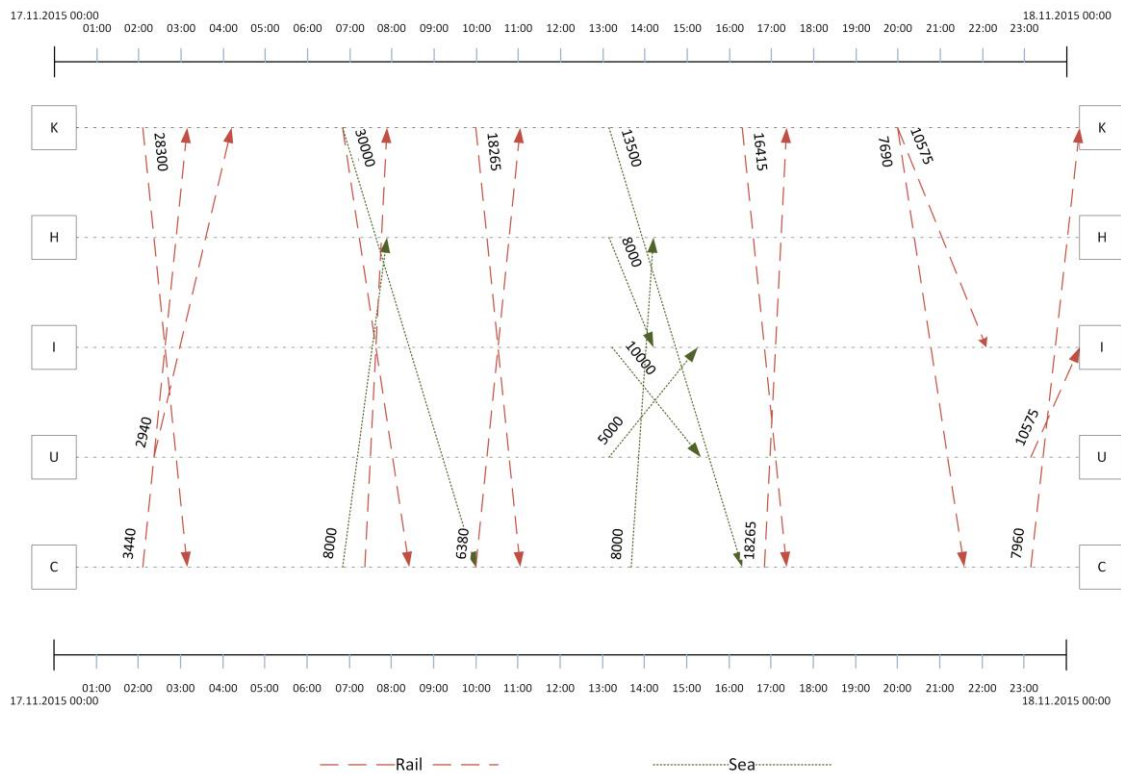 17.11.2015 00:00
18.11.2015 00:00
01:00 02:00 03:00 04:00 05:00 06:00 07:00 08:00 09:00 10:00 11:00 12:00 13:00 14:00 15:00 16:00 17:00 18:00 19:00 20:00 21:00 22:00 23:00
K 28300 30000 18265 13500 16415 7690 10575 K
H 8000 H
I 10000 I
2940 5000 10575
U U
3440 8000 6380 8000 18265 7960
C C
01:00 02:00 03:00 04:00 05:00 06:00 07:00 08:00 09:00 10:00 11:00 12:00 13:00 14:00 15:00 16:00 17:00 18:00 19:00 20:00 21:00 22:00 23:00
17.11.2015 00:00
18.11.2015 00:00
Rail Sea